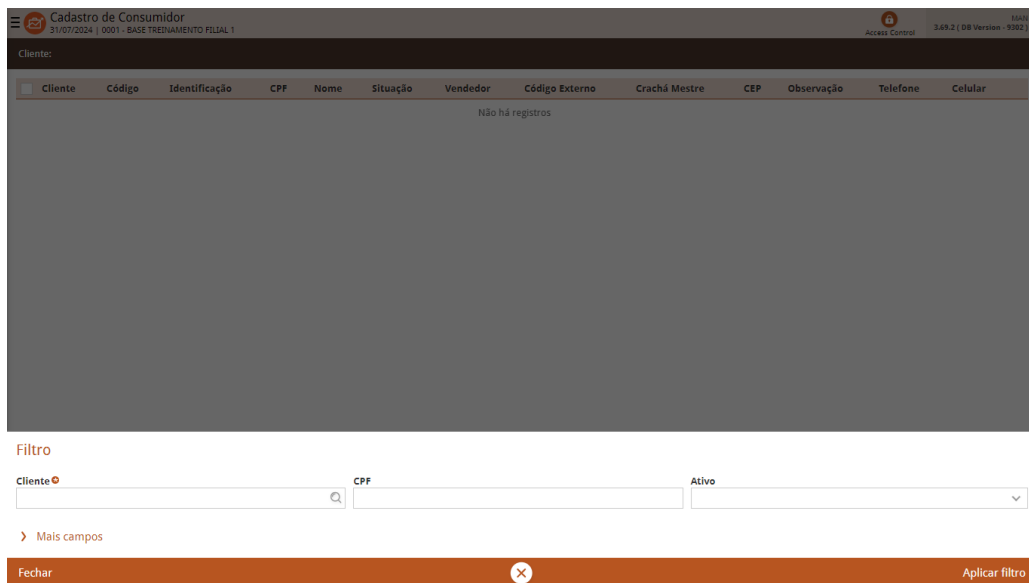 Cadastro de Consumidor
31/07/2024 | 0001 - BASE TREINAMENTO FILIAL 1
Access Control
MAN
3.69.2 ( DB Version - 9302 )
Cliente:
Cliente Código Identificação CPF Nome Situação Vendedor Código Externo Crachá Mestre CEP Observação Telefone Celular
Não há registros
Filtro
Cliente CPF Ativo
Mais campos
Fechar Aplicar filtro